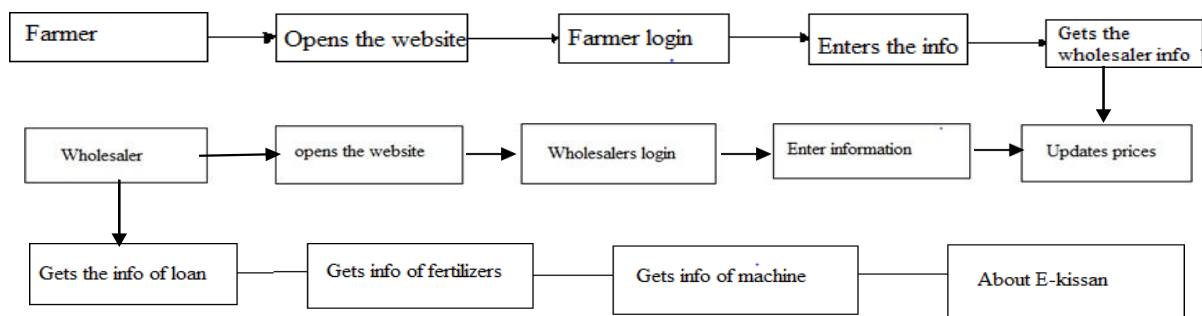 Farmer
Opens the website
Farmer login
Enters the info
Gets the
wholesaler info
Wholesaler
opens the website
Wholesalers login
Enter information
Updates prices
Gets the info of loan
Gets info of fertilizers
Gets info of machine
About E-kissan